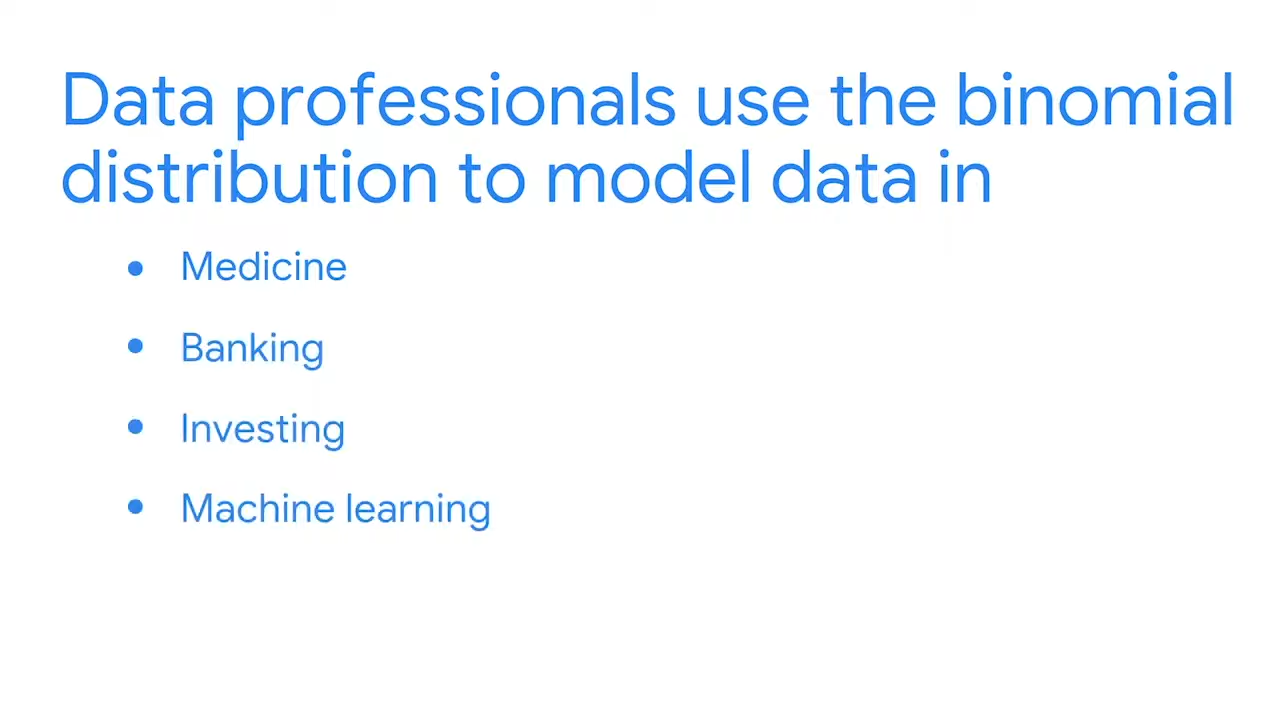 Data professionals use the binomial
distribution to model data in
• Medicine
• Banking
• Investing
• Machine learning